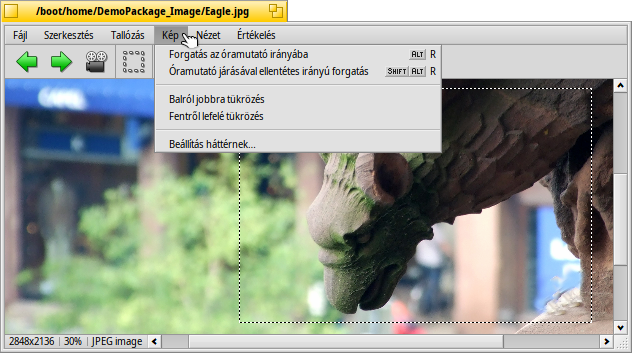 /boot/home/DemoPackage_Image/Eagle.jpg
Fájl Szerkesztés Tallózás Kép Nézet Értékelés
Forgatás az óramutató irányába ALT R
Óramutató járásával ellentétes irányú forgatás SHIFT ALT R
Balról jobbra tükrözés
Fentről lefelé tükrözés
Beállítás háttérnek...
2848x2136 30% JPEG image